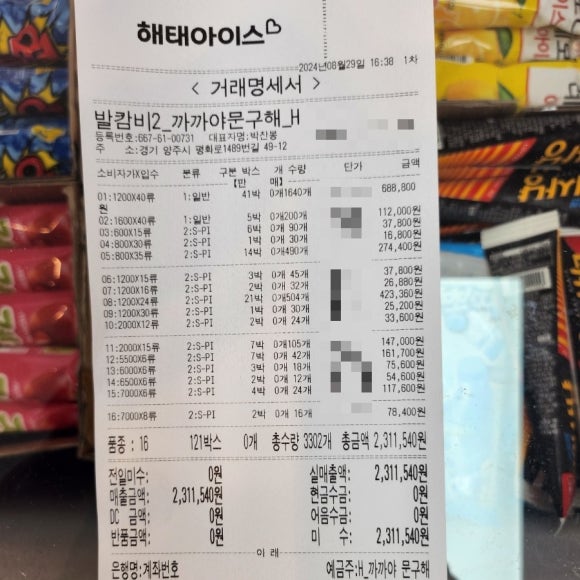 해태아이스
2024년08월29일 16:38 1차
< 거래명세서 >
발캄비2_까까야문구해_H
등록번호:667-61-00731 대표자명:박찬봉
주 소:경기 양주시 평화로1489번길 49-12
소비자가X입수 분류 구분 박스 개 수량 단가 금액
【판 매】
01:1200X40류 1:일반 41박 0개1640개 688,800
원
02:1600X40류 1:일반 5박 0개200개 112,000원
03:600X15류 2:S-PI 6박 0개 90개 37,800원
04:800X30류 2:S-PI 1박 0개 30개 16,800원
05:800X35류 2:S-PI 14박 0개490개 274,400원
06:1200X15류 2:S-PI 3박 0개 45개 37,800원
07:1200X16류 2:S-PI 2박 0개 32개 26,880원
08:1200X24류 2:S-PI 21박 0개504개 423,360원
09:1200X30류 2:S-PI 1박 0개 30개 25,200원
10:2000X12류 2:S-PI 2박 0개 24개 33,600원
11:2000X15류 2:S-PI 7박 0개105개 147,000원
12:5500X6류 2:S-PI 7박 0개 42개 161,700원
13:6000X6류 2:S-PI 3박 0개 18개 75,600원
14:6500X6류 2:S-PI 2박 0개 12개 54,600원
15:7000X6류 2:S-PI 4박 0개 24개 117,600원
16:7000X8류 2:S-PI 2박 0개 16개 78,400원
품종 : 16 121박스 0개 총수량 3302개 총금액 2,311,540원
전일미수: 0원 실매출액: 2,311,540원
매출금액: 2,311,540원 현금수금: 0원
DC 금액: 0원 어음수금: 0원
반품금액: 0원 미 수: 2,311,540원
이 래
은행명:계좌번호 예금주:H_까까야 문구해